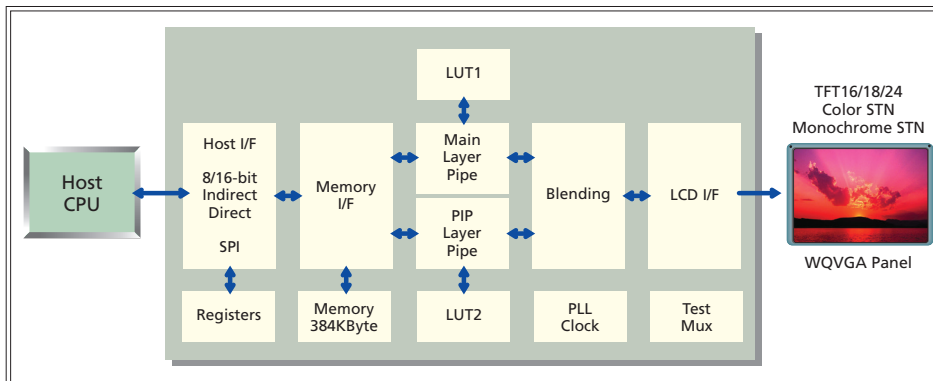 LUT1
TFT16/18/24
Color STN
Monochrome STN
Host
CPU
Host I/F
8/16-bit
Indirect
Direct
SPI
Memory
I/F
Main
Layer
Pipe
PIP
Layer
Pipe
Blending
LCD I/F
WQVGA Panel
Registers
Memory
384KByte
LUT2
PLL
Clock
Test
Mux